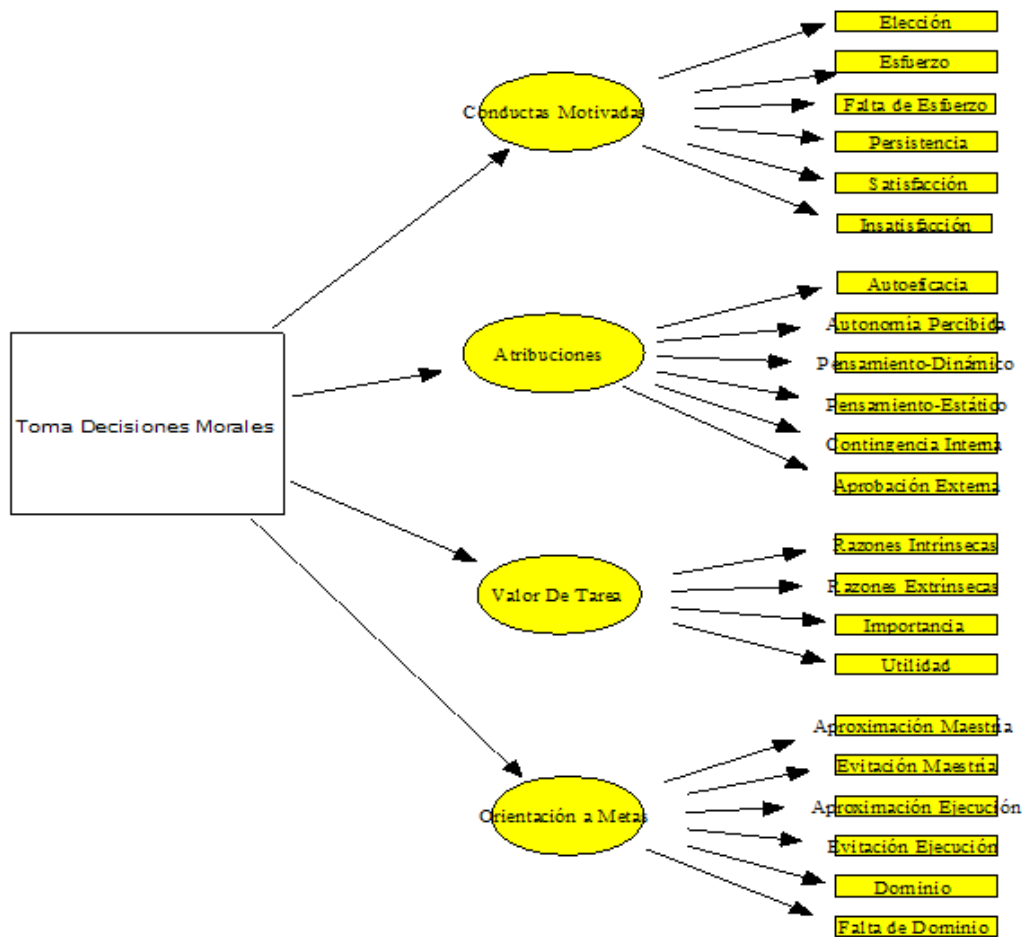 Toma Decisiones Morales
Conductas Motivadas
Elección
Esfuerzo
Falta de Esfuerzo
Persistencia
Satisfacción
Insatisfacción
Atribuciones
Autoeficacia
Autonomía Percibida
Pensamiento-Dinámico
Pensamiento-Estático
Contingencia Interna
Aprobación Externa
Valor De Tarea
Razones Intrínsecas
Razones Extrínsecas
Importancia
Utilidad
Orientación a Metas
Aproximación Maestría
Evitación Maestría
Aproximación Ejecución
Evitación Ejecución
Dominio
Falta de Dominio